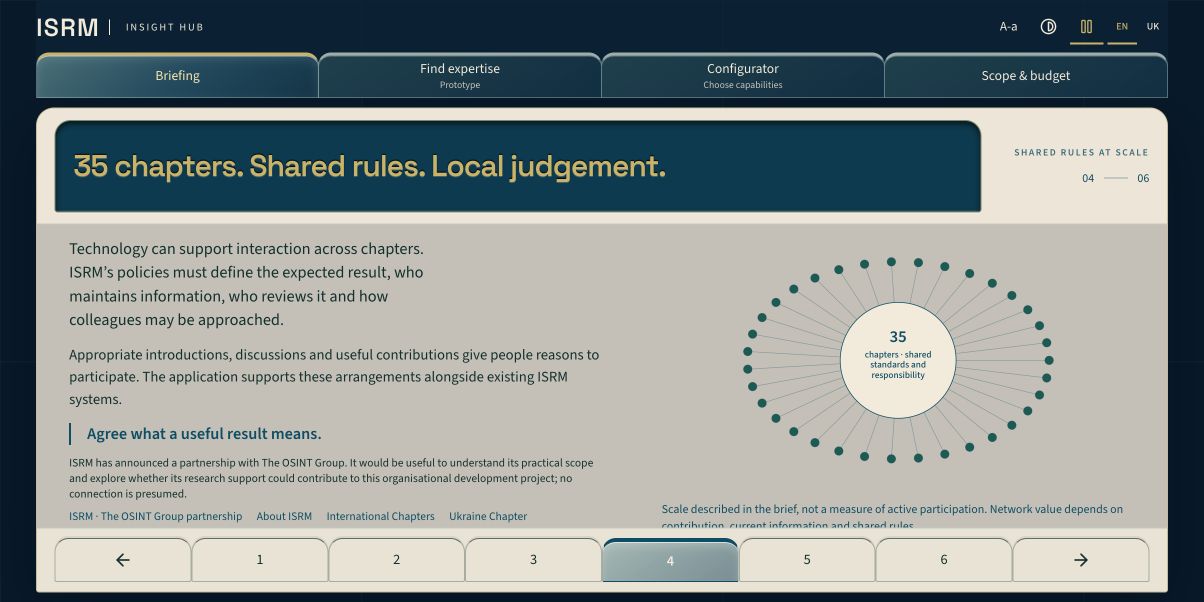 ISRM
INSIGHT HUB
A-a
EN
UK
Briefing
Find expertise
Prototype
Configurator
Choose capabilities
Scope & budget
35 chapters. Shared rules. Local judgement.
SHARED RULES AT SCALE
04
06
Technology can support interaction across chapters.
ISRM’s policies must define the expected result, who
maintains information, who reviews it and how
colleagues may be approached.
Appropriate introductions, discussions and useful contributions give people reasons to
participate. The application supports these arrangements alongside existing ISRM
systems.
Agree what a useful result means.
ISRM has announced a partnership with The OSINT Group. It would be useful to understand its practical scope
and explore whether its research support could contribute to this organisational development project; no
connection is presumed.
ISRM · The OSINT Group partnership
About ISRM
International Chapters
Ukraine Chapter
35
chapters · shared
standards and
responsibility
Scale described in the brief, not a measure of active participation. Network value depends on
contribution, current information and shared rules.
←
1
2
3
4
5
6
→